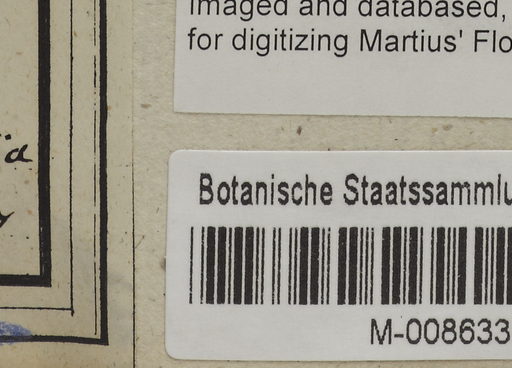 imaged and databased,
for digitizing Martius' Flo
Botanische Staatssammlu
M-008633